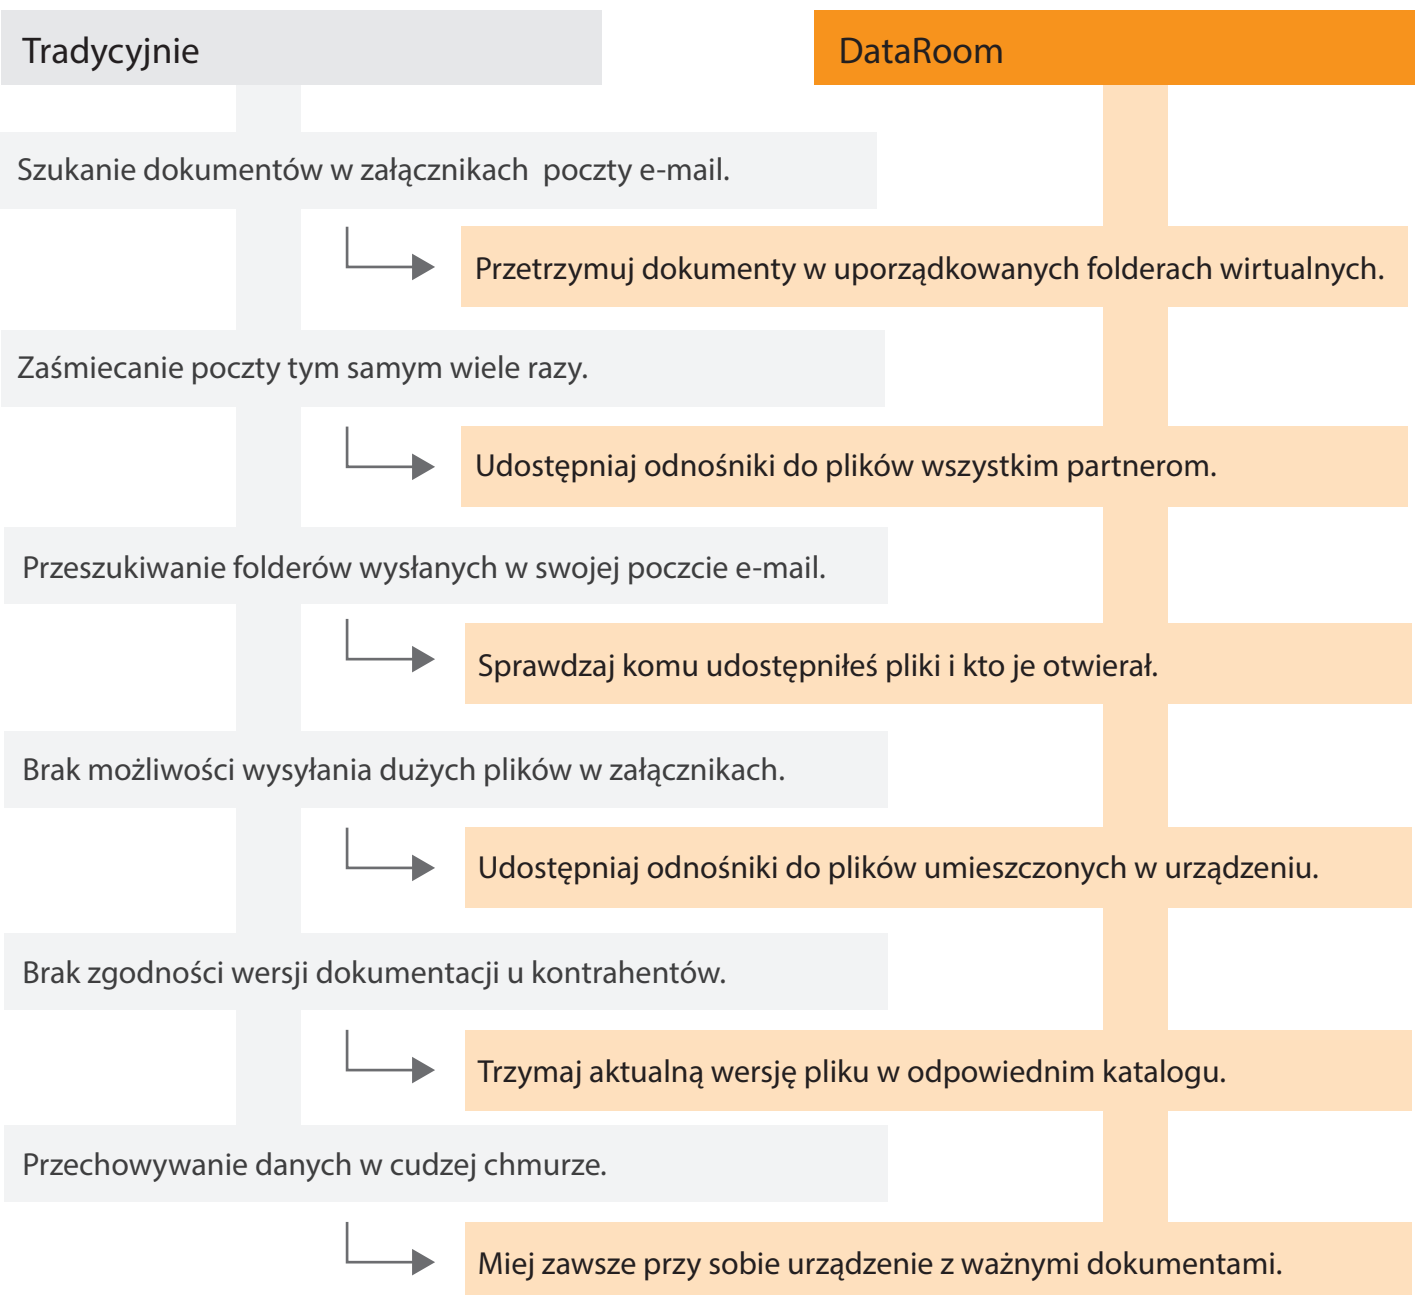 Tradycyjnie
DataRoom
Szukanie dokumentów w załącznikach poczty e-mail.
Przetrzymuj dokumenty w uporządkowanych folderach wirtualnych.
Zaśmiecanie poczty tym samym wiele razy.
Udostępniaj odnośniki do plików wszystkim partnerom.
Przeszukiwanie folderów wysłanych w swojej poczcie e-mail.
Sprawdzaj komu udostępniłeś pliki i kto je otwierał.
Brak możliwości wysyłania dużych plików w załącznikach.
Udostępniaj odnośniki do plików umieszczonych w urządzeniu.
Brak zgodności wersji dokumentacji u kontrahentów.
Trzymaj aktualną wersję pliku w odpowiednim katalogu.
Przechowywanie danych w cudzej chmurze.
Miej zawsze przy sobie urządzenie z ważnymi dokumentami.